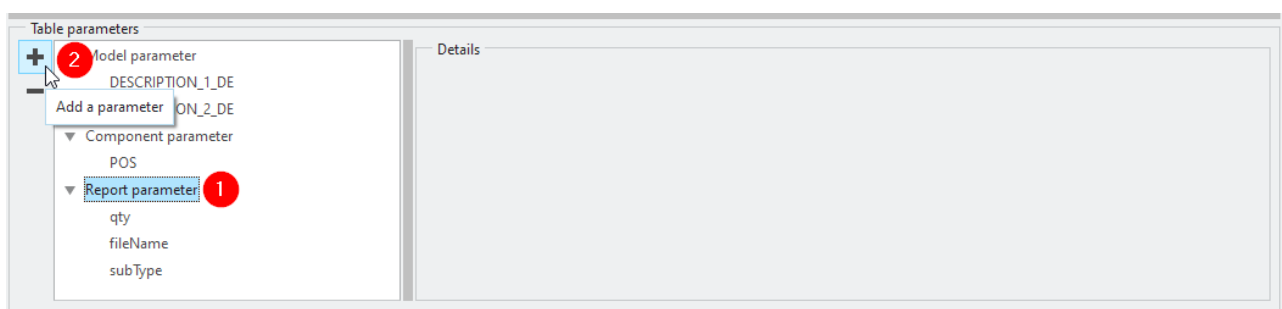 Table parameters
Model parameter
2
DESCRIPTION_1_DE
Add a parameter
ON_2_DE
Component parameter
POS
Report parameter
1
qty
fileName
subType
Details